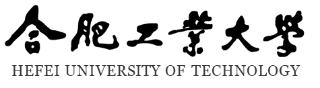 合肥工業大學
HEFEI UNIVERSITY OF TECHNOLOGY